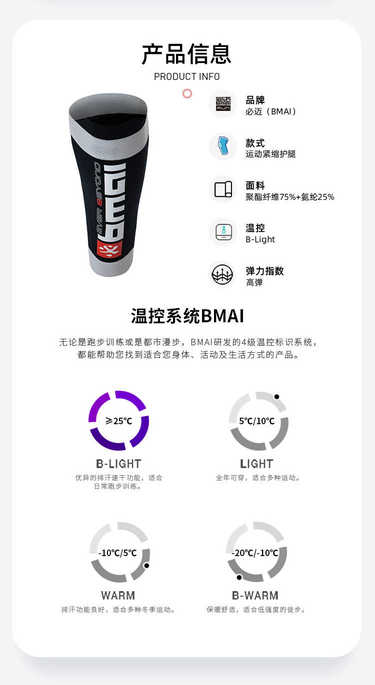 产品信息
PRODUCT INFO
品牌
必迈（BMAI）
款式
运动紧缩护腿
面料
聚酯纤维75%+氨纶25%
温控
B-Light
弹力指数
高弹
bmai
温控系统BMAI
无论是跑步训练或是都市漫步，BMAI研发的4级温控标识系统，
都能帮助您找到适合您身体、活动及生活方式的产品。
≥25℃
5℃/10℃
B-LIGHT
LIGHT
优异的排汗速干功能，适合
日常跑步训练。
全年可穿，适合多种运动。
-10℃/5℃
-20℃/-10℃
WARM
B-WARM
排汗功能良好，适合多种冬季运动。
保暖舒适，适合低强度的徒步。